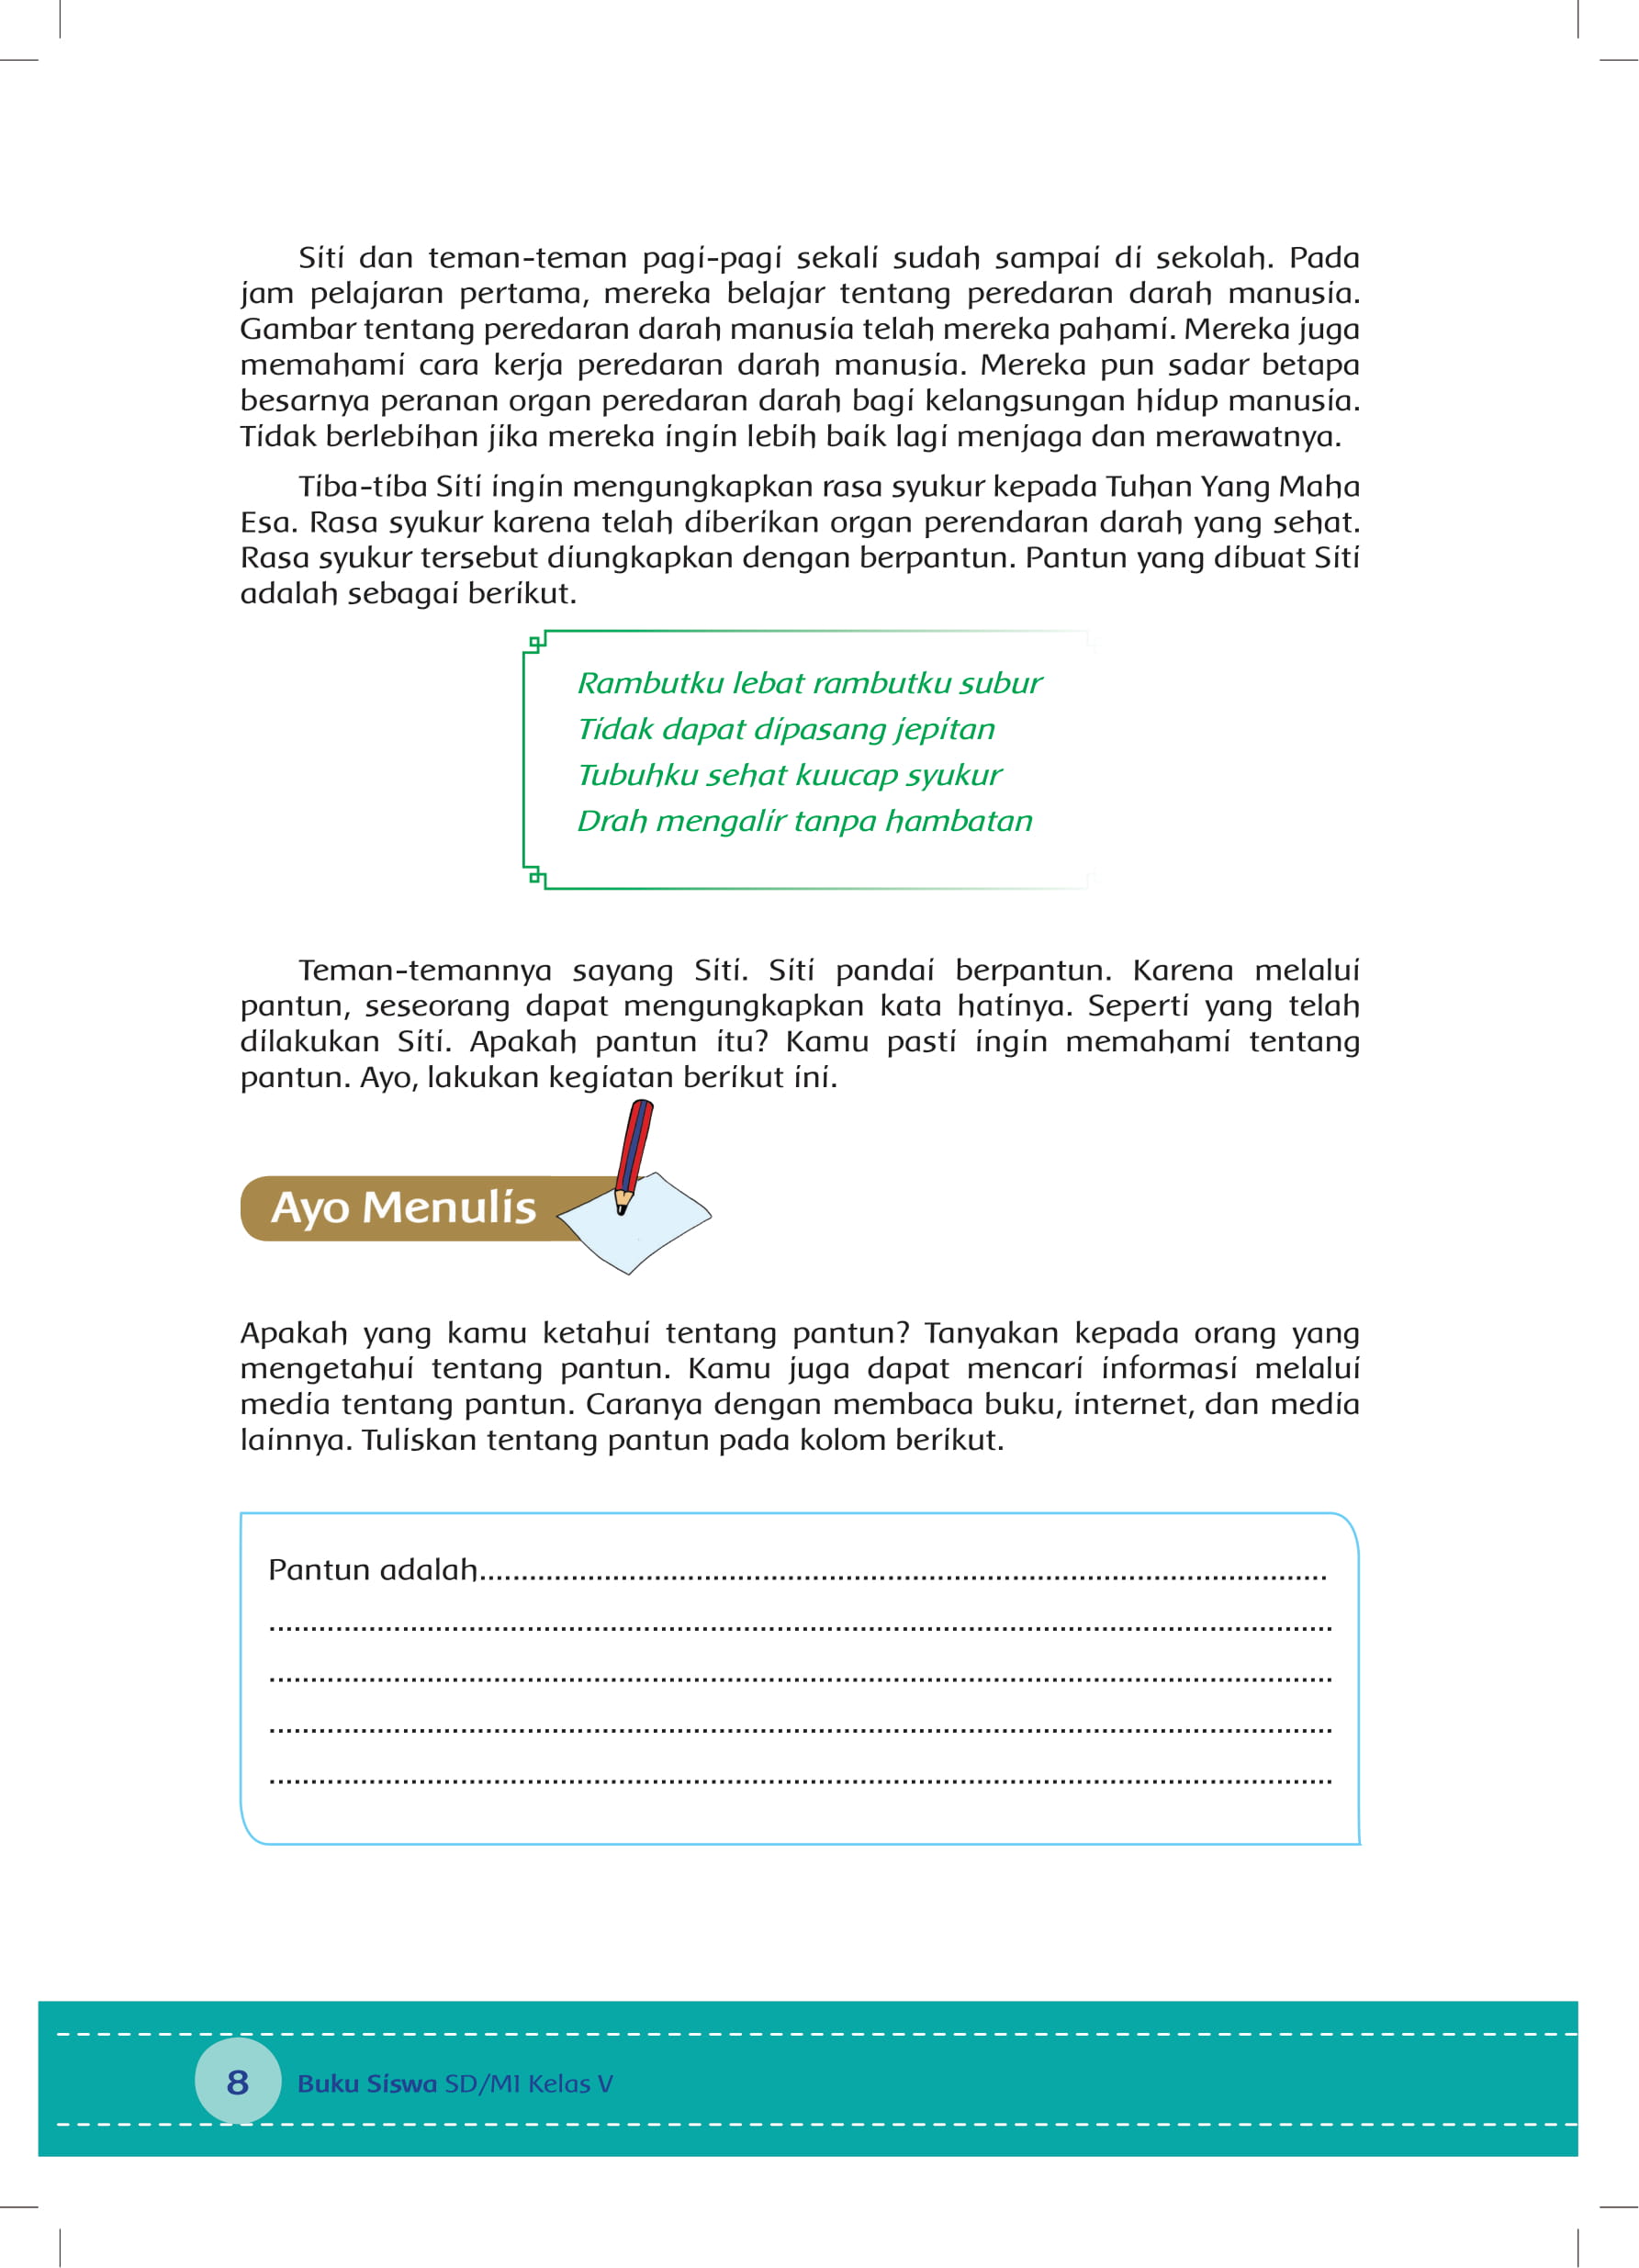 Siti dan teman-teman pagi-pagi sekali sudah sampai di sekolah. Pada
jam pelajaran pertama, mereka belajar tentang peredaran darah manusia.
Gambar tentang peredaran darah manusia telah mereka pahami. Mereka juga
memahami cara kerja peredaran darah manusia. Mereka pun sadar betapa
besarnya peranan organ peredaran darah bagi kelangsungan hidup manusia.
Tidak berlebihan jika mereka ingin lebih baik lagi menjaga dan merawatnya.
Tiba-tiba Siti ingin mengungkapkan rasa syukur kepada Tuhan Yang Maha
Esa. Rasa syukur karena telah diberikan organ perendaran darah yang sehat.
Rasa syukur tersebut diungkapkan dengan berpantun. Pantun yang dibuat Siti
adalah sebagai berikut.
Rambutku lebat rambutku subur
Tidak dapat dipasang jepitan
Tubuhku sehat kuucap syukur
Drah mengalir tanpa hambatan
Teman-temannya sayang Siti. Siti pandai berpantun. Karena melalui
pantun, seseorang dapat mengungkapkan kata hatinya. Seperti yang telah
dilakukan Siti. Apakah pantun itu? Kamu pasti ingin memahami tentang
pantun. Ayo, lakukan kegiatan berikut ini.
Ayo Menulis
Apakah yang kamu ketahui tentang pantun? Tanyakan kepada orang yang
mengetahui tentang pantun. Kamu juga dapat mencari informasi melalui
media tentang pantun. Caranya dengan membaca buku, internet, dan media
lainnya. Tuliskan tentang pantun pada kolom berikut.
Pantun adalah....................................................................................................
8 Buku Siswa SD/MI Kelas V